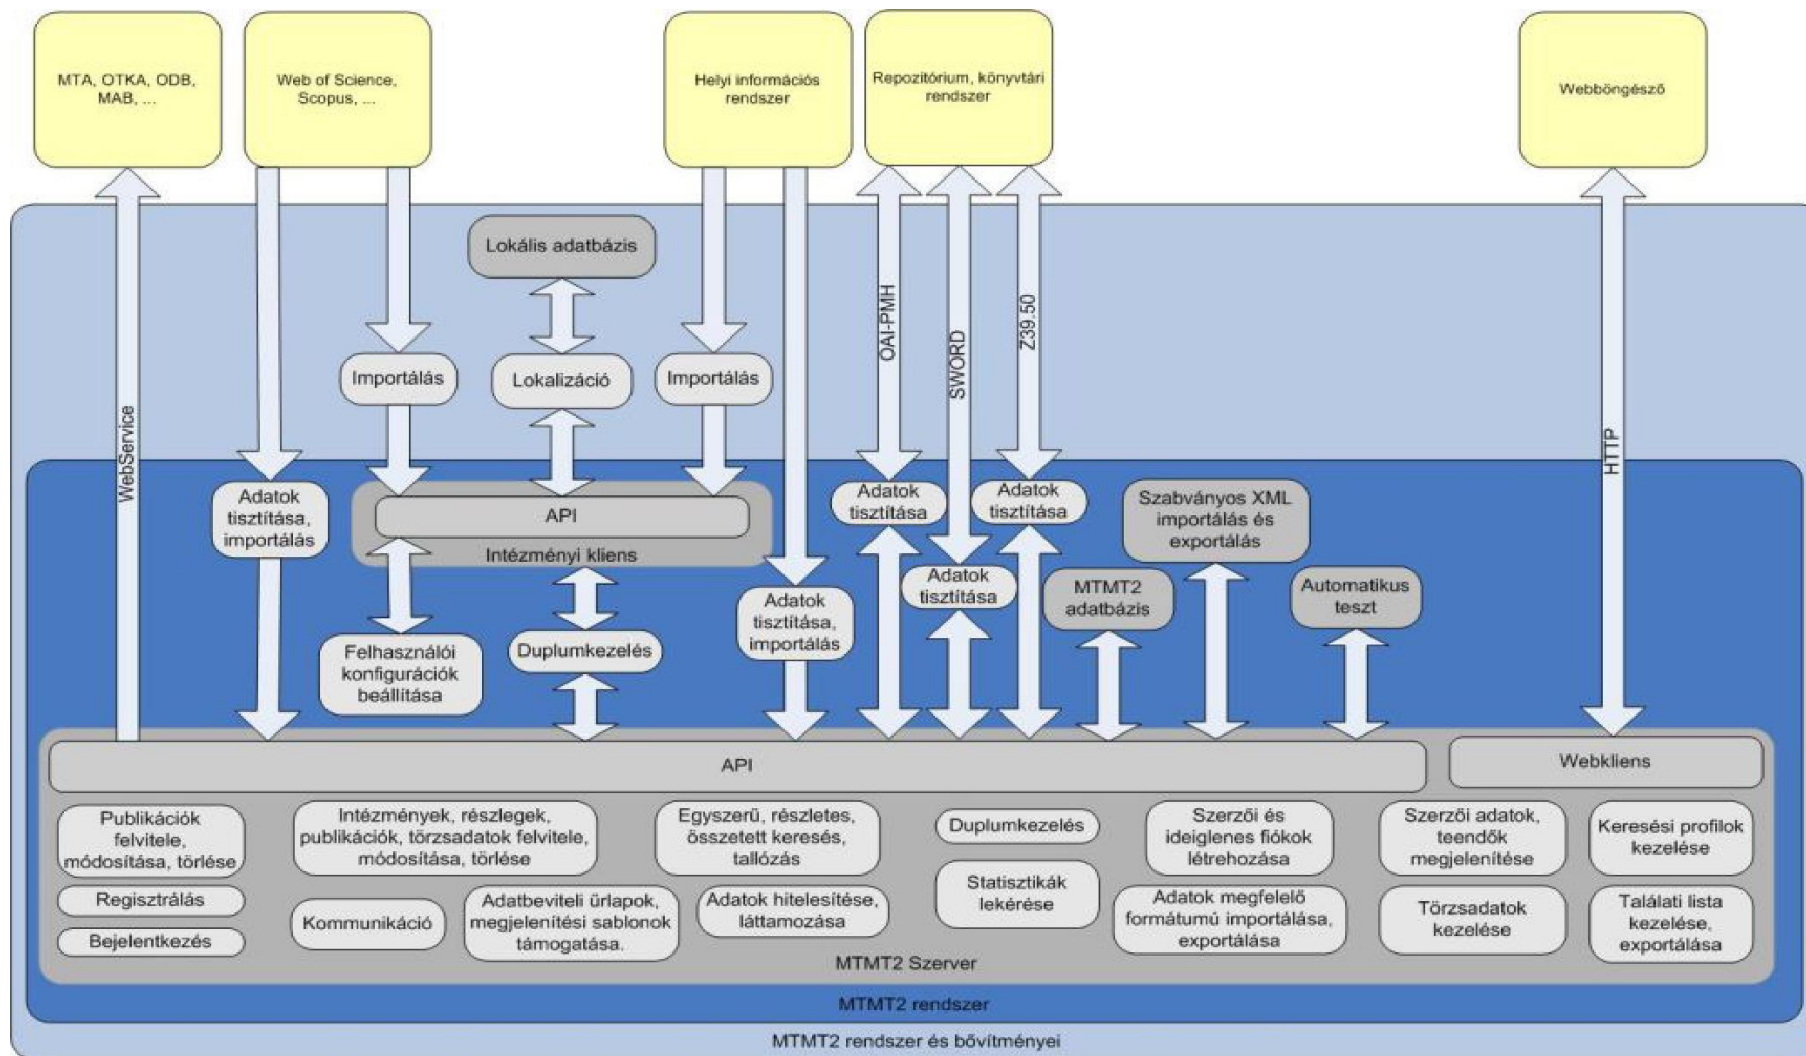 MTA, OTKA, ODB,
MAB, ...
Web of Science,
Scopus, ...
Helyi információs
rendszer
Repozitórium, könyvtári
rendszer
Webböngésző
Lokális adatbázis
Importálás
Lokalizáció
Importálás
WebService
OAI-PMH
SWORD
Z39.50
HTTP
Adatok
tisztítása,
importálás
API
Intézményi kliens
Adatok
tisztítása
Adatok
tisztítása
Szabványos XML
importálás és
exportálás
Felhasználói
konfigurációk
beállítása
Duplumkezelés
Adatok
tisztítása,
importálás
Adatok
tisztítása
MTMT2
adatbázis
Automatikus
teszt
API
Webkliens
Publikációk
felvitele,
módosítása, törlése
Intézmények, részlegek,
publikációk, törzsadatok felvitele,
módosítása, törlése
Egyszerű, részletes,
összetett keresés,
tallózás
Duplumkezelés
Szerzői és
ideiglenes fiókok
létrehozása
Szerzői adatok,
teendők
megjelenítése
Keresési profilok
kezelése
Regisztrálás
Bejelentkezés
Kommunikáció
Adatbeviteli űrlapok,
megjelenítési sablonok
támogatása.
Adatok hitelesítése,
láttamozása
Statisztikák
lekérése
Adatok megfelelő
formátumú importálása,
exportálása
Törzsadatok
kezelése
Találati lista
kezelése,
exportálása
MTMT2 Szerver
MTMT2 rendszer
MTMT2 rendszer és bővítményei